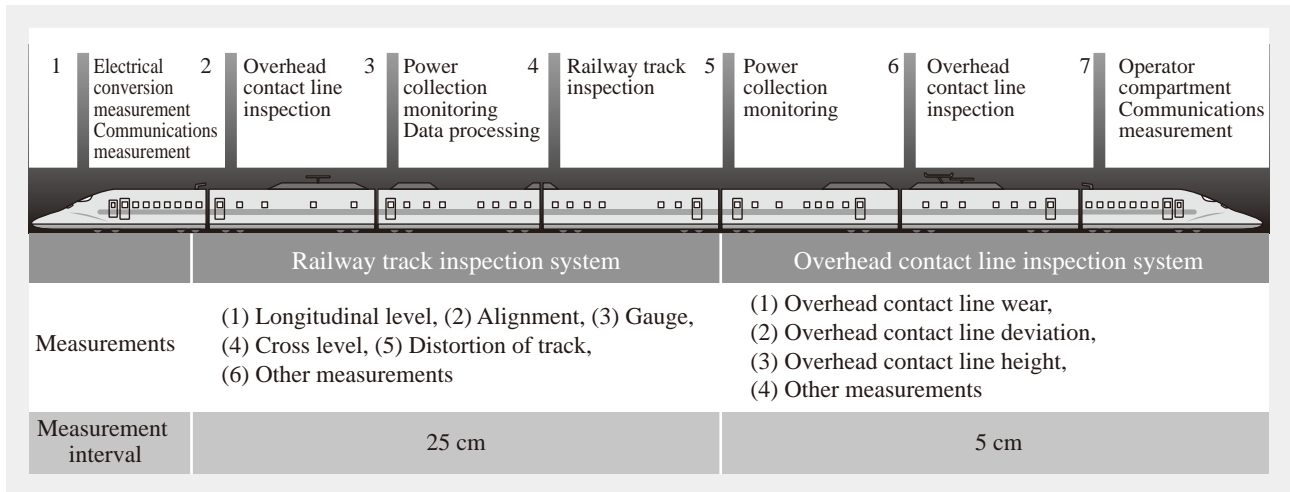 1
Electrical
conversion
measurement
Communications
measurement
2
Overhead
contact line
inspection
3
Power
collection
monitoring
Data processing
4
Railway track
inspection
5
Power
collection
monitoring
6
Overhead
contact line
inspection
7
Operator
compartment
Communications
measurement
Railway track inspection system
Overhead contact line inspection system
Measurements
(1) Longitudinal level, (2) Alignment, (3) Gauge,
(4) Cross level, (5) Distortion of track,
(6) Other measurements
(1) Overhead contact line wear,
(2) Overhead contact line deviation,
(3) Overhead contact line height,
(4) Other measurements
Measurement
interval
25 cm
5 cm